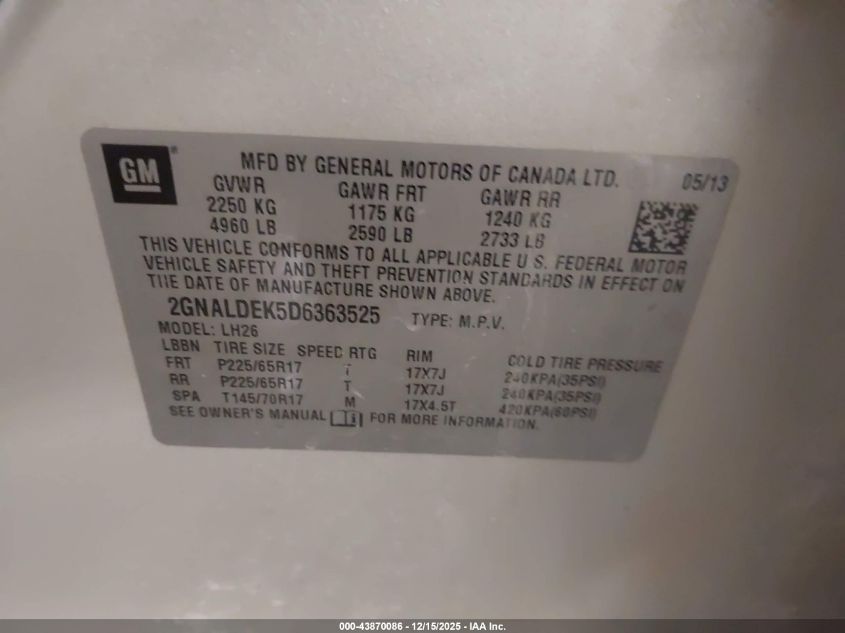 GM ® MFD BY GENERAL MOTORS OF CANADA LTD. 05/13
GVWR GAWR FRT GAWR RR
2250 KG 1175 KG 1240 KG
4960 LB 2590 LB 2733 LB
THIS VEHICLE CONFORMS TO ALL APPLICABLE U.S. FEDERAL MOTOR
VEHICLE SAFETY AND THEFT PREVENTION STANDARDS IN EFFECT ON
THE DATE OF MANUFACTURE SHOWN ABOVE.
2GNALDEK5D6363525 TYPE: M.P.V.
MODEL: LH26
LBBN TIRE SIZE SPEED RTG RIM COLD TIRE PRESSURE
FRT P225/65R17 T 17X7J 240KPA(35PSI)
RR P225/65R17 T 17X7J 240KPA(35PSI)
SPA T145/70R17 M 17X4.5T 420KPA(60PSI)
SEE OWNER'S MANUAL FOR MORE INFORMATION.
000-43870086 - 12/15/2025 - IAA Inc.